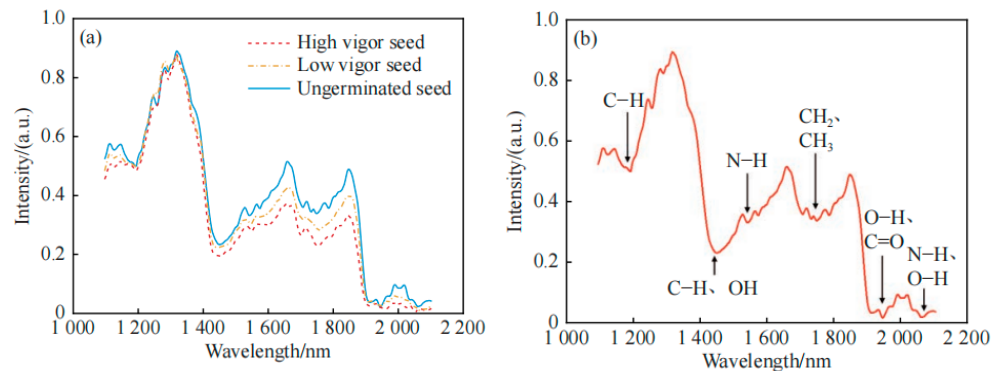 (a)
High vigor seed
Low vigor seed
Ungerminated seed
Intensity/(a.u.)
1.0
0.8
0.6
0.4
0.2
0
1 000
1 200
1 400
1 600
1 800
2 000
2 200
Wavelength/nm
(b)
C−H
N−H
CH2、
CH3
O−H、
C=O
N−H、
O−H
C−H、OH
Intensity/(a.u.)
1.0
0.8
0.6
0.4
0.2
0
1 000
1 200
1 400
1 600
1 800
2 000
2 200
Wavelength/nm